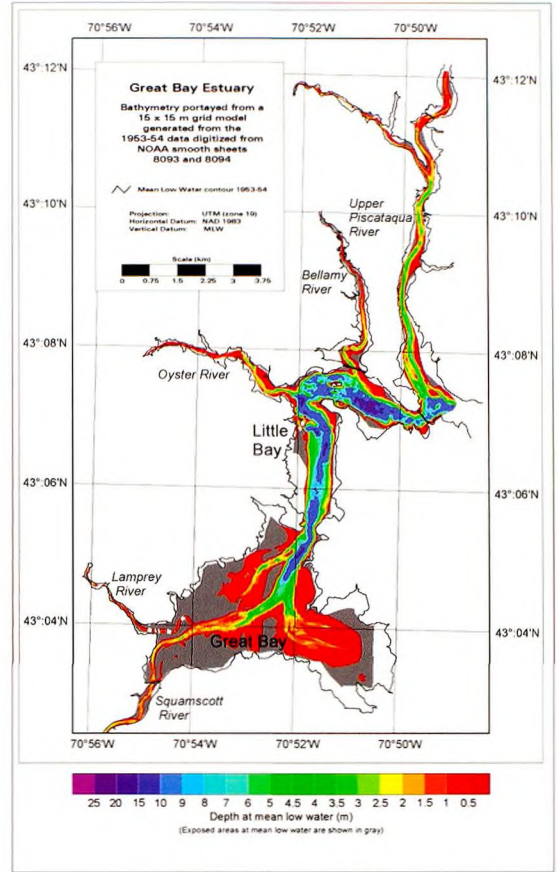 70°56'W 70°54'W 70°52'W 70°50'W
43°:12'N 43°:12'N
Great Bay Estuary
Bathymetry portayed from a
15 x 15 m grid model
generated from the
1953-54 data digitized from
NOAA smooth sheets
8093 and 8094
Mean Low Water contour 1953-54
Projection: UTM (zone 19)
Horizontal Datum: NAD 1983
Vertical Datum: MLW
Scale (km)
0 0.75 1.5 2.25 3 3.75
43°:10'N 43°:10'N
Upper
Piscataqua
River
Bellamy
River
43°:08'N 43°:08'N
Oyster River
Little
Bay
43°:06'N 43°:06'N
Lamprey
River
43°:04'N 43°:04'N
Great Bay
Squamscott
River
70°56'W 70°54'W 70°52'W 70°50'W
25 20 15 10 9 8 7 6 5 4.5 4 3.5 3 2.5 2 1.5 1 0.5
Depth at mean low water (m)
(Exposed areas at mean low water are shown in gray)